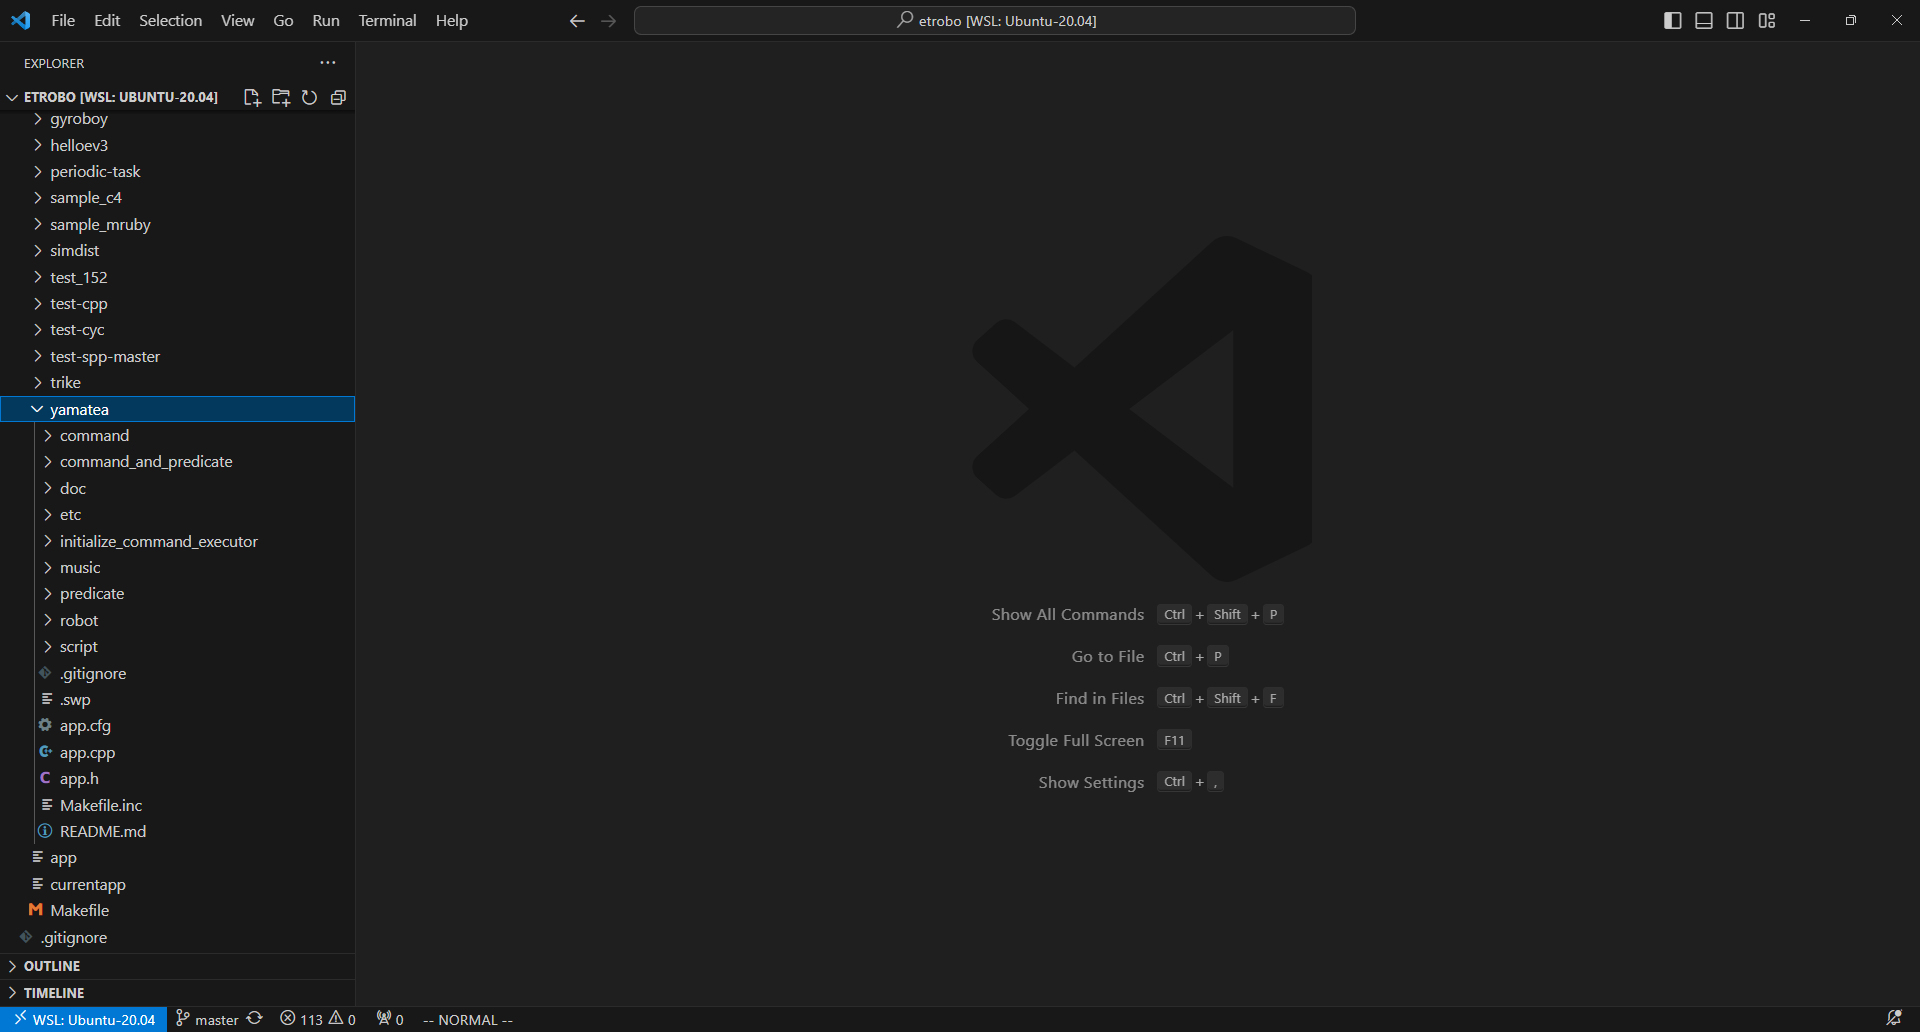 File Edit Selection View Go Run Terminal Help
etrobo [WSL: Ubuntu-20.04]
EXPLORER
ETROBO [WSL: UBUNTU-20.04]
gyroboy
helloev3
periodic-task
sample_c4
sample_mruby
simdist
test_152
test-cpp
test-cyc
test-spp-master
trike
yamatea
command
command_and_predicate
doc
etc
initialize_command_executor
music
predicate
robot
script
.gitignore
.swp
app.cfg
app.cpp
app.h
Makefile.inc
README.md
app
currentapp
Makefile
.gitignore
OUTLINE
TIMELINE
Show All Commands Ctrl + Shift + P
Go to File Ctrl + P
Find in Files Ctrl + Shift + F
Toggle Full Screen F11
Show Settings Ctrl + ,
WSL: Ubuntu-20.04 master 113 0 0 -- NORMAL --